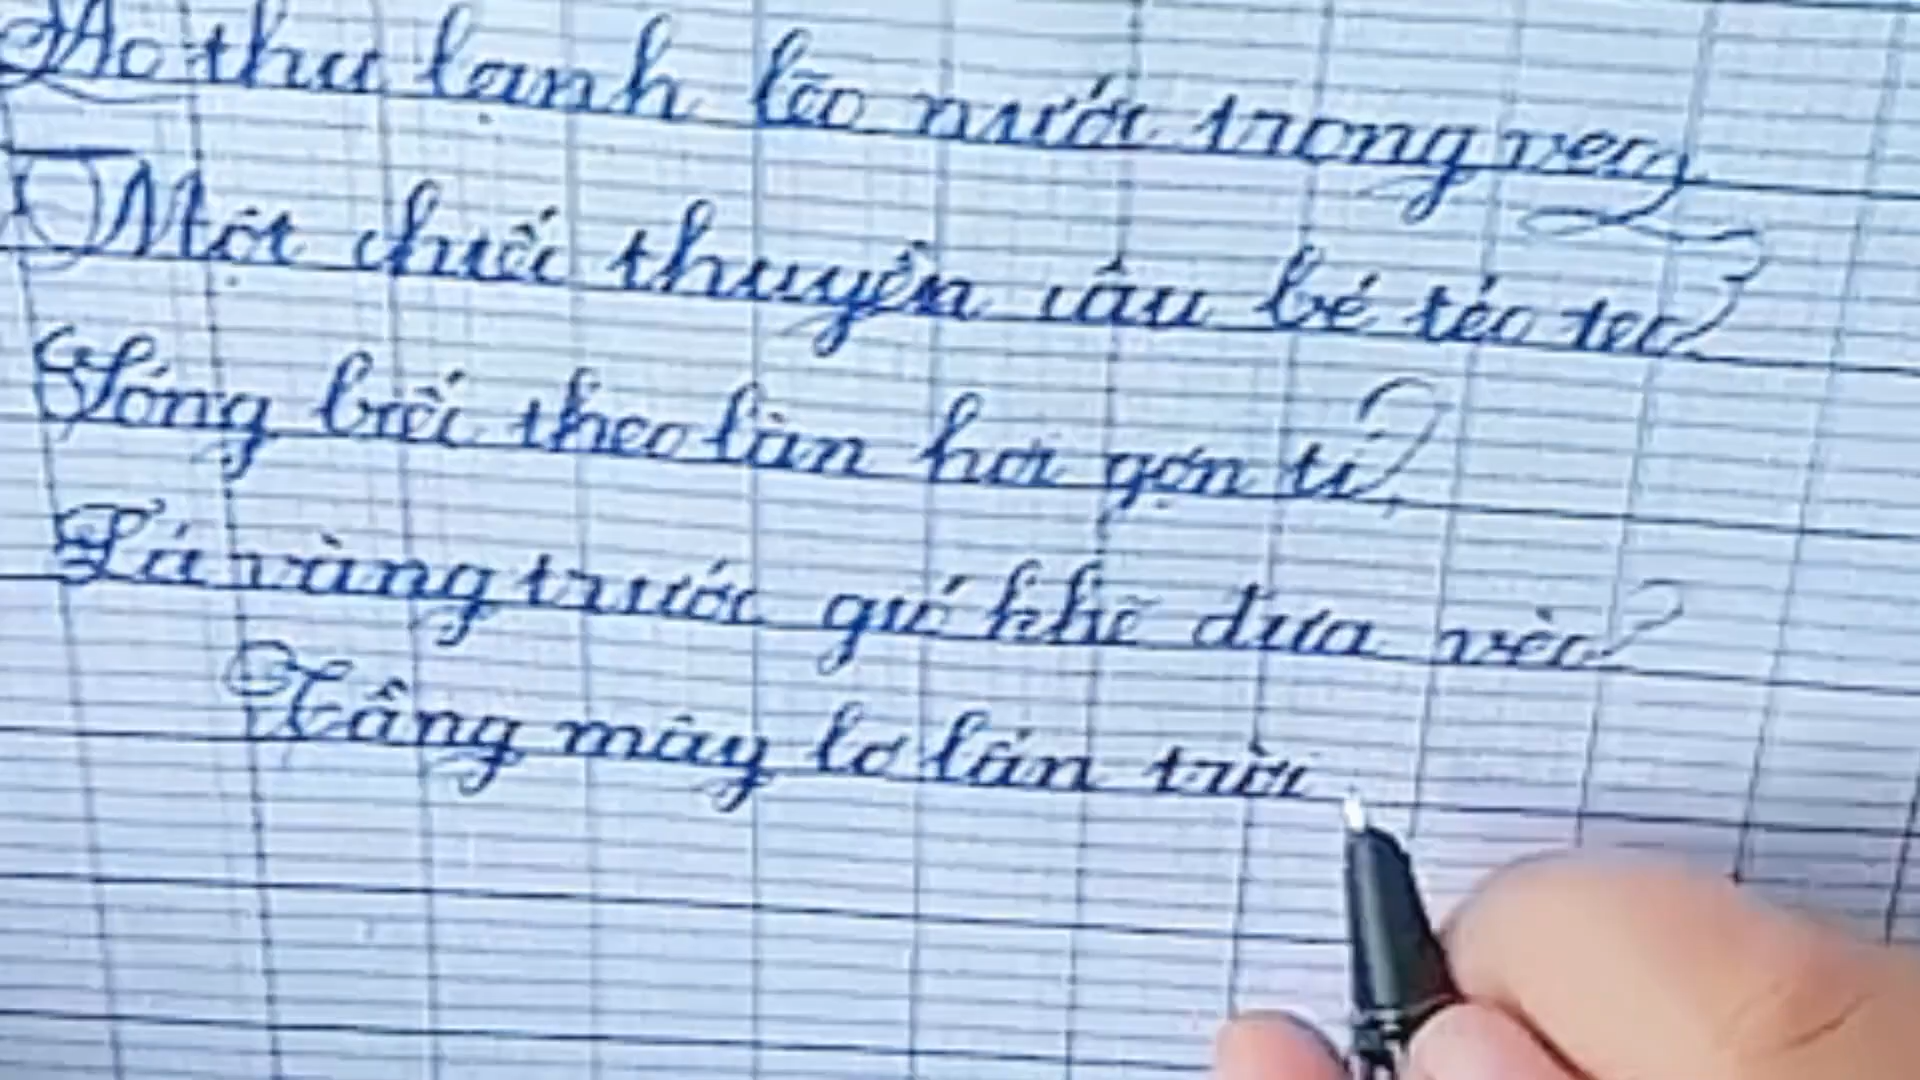 Ao thu lạnh lẽo nước trong veo,
Một chiếc thuyền câu bé tẻo teo
Sóng biếc theo làn hơi gợn tí,
Lá vàng trước gió khẽ đưa vèo
Tầng mây lơ lửng trời